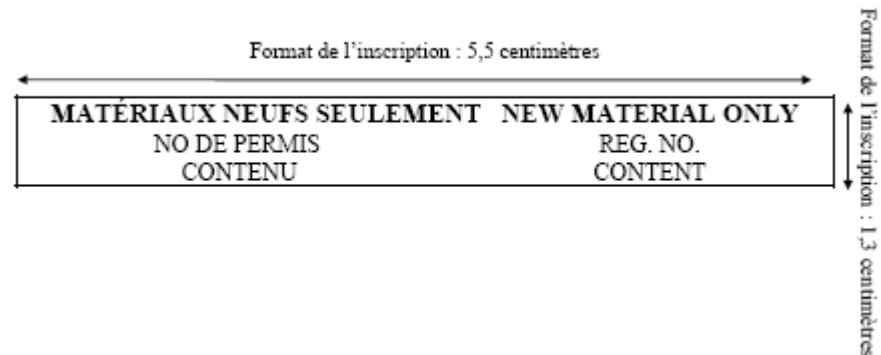 Format de l'inscription : 5,5 centimètres
MATÉRIAUX NEUFS SEULEMENT NEW MATERIAL ONLY
NO DE PERMIS REG. NO.
CONTENU CONTENT
Format de l'inscription : 1,3 centimètres